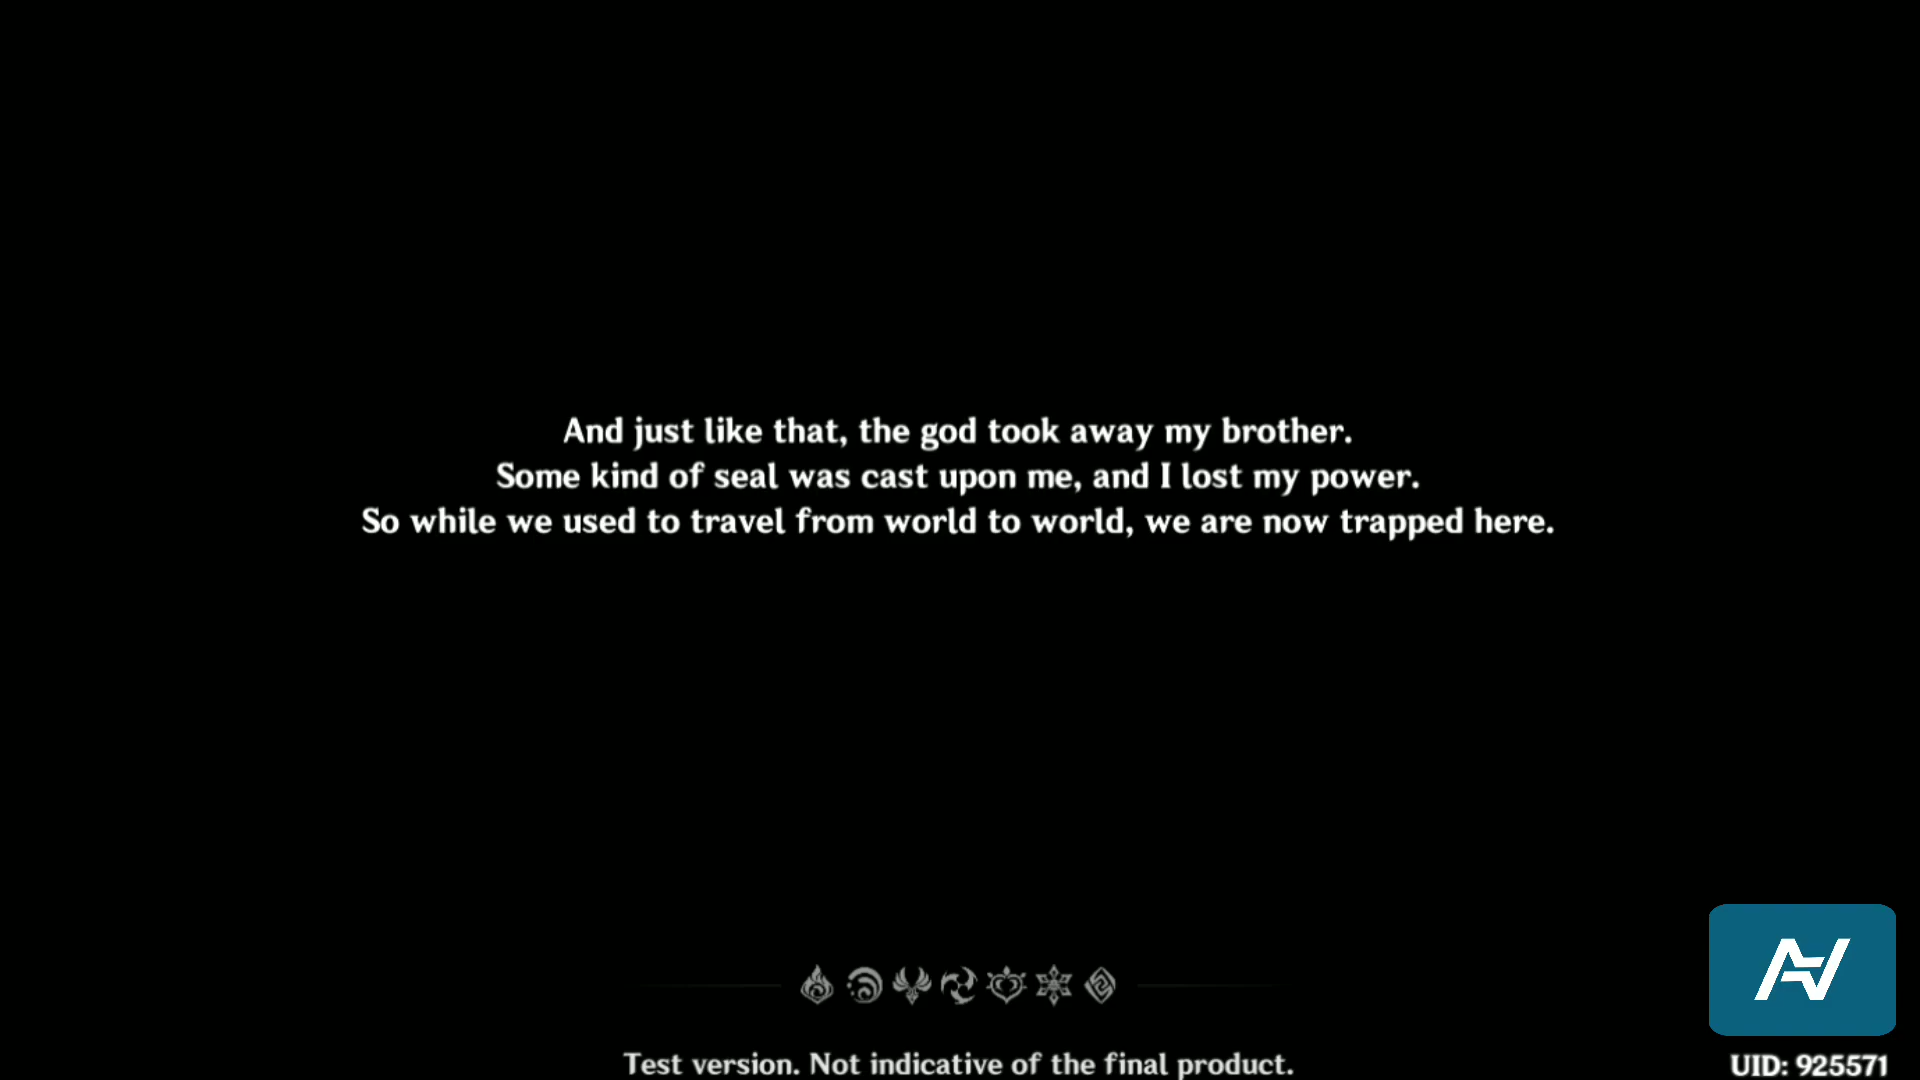 And just like that, the god took away my brother.
Some kind of seal was cast upon me, and I lost my power.
So while we used to travel from world to world, we are now trapped here.
Test version. Not indicative of the final product.
UID: 925571